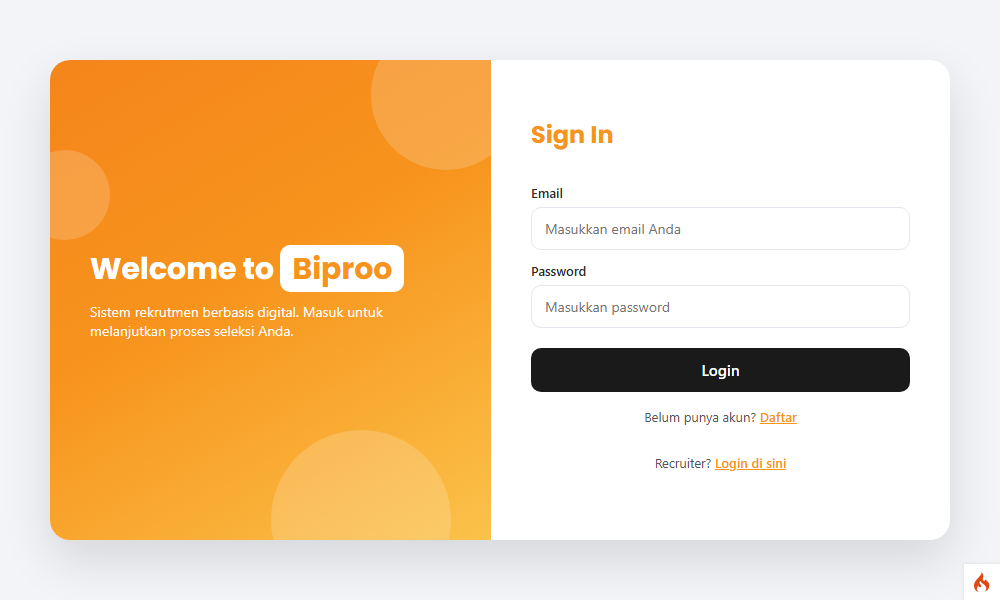 Welcome to Biproo
Sistem rekrutmen berbasis digital. Masuk untuk
melanjutkan proses seleksi Anda.
Sign In
Email
Masukkan email Anda
Password
Masukkan password
Login
Belum punya akun? Daftar
Recruiter? Login di sini